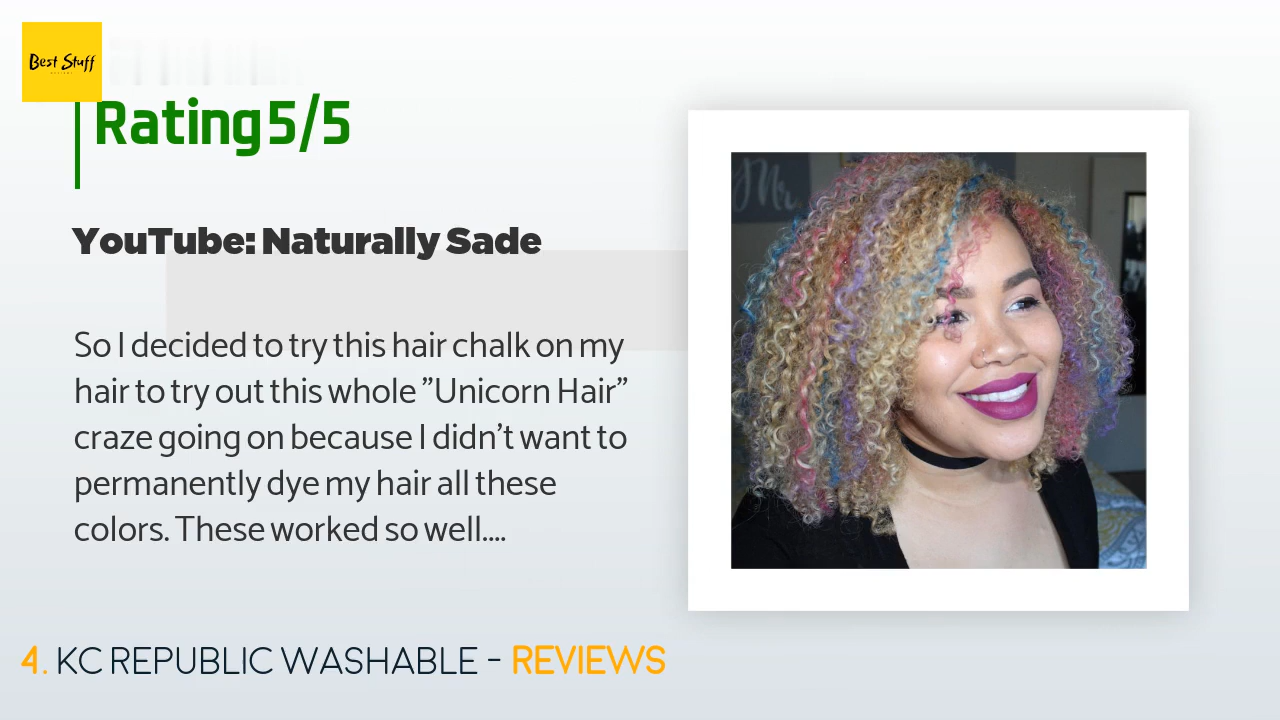 Best Stuff
Rating 5/5
YouTube: Naturally Sade
So I decided to try this hair chalk on my
hair to try out this whole ”Unicorn Hair”
craze going on because I didn’t want to
permanently dye my hair all these
colors. These worked so well....
Mr.
4. KC REPUBLIC WASHABLE - REVIEWS